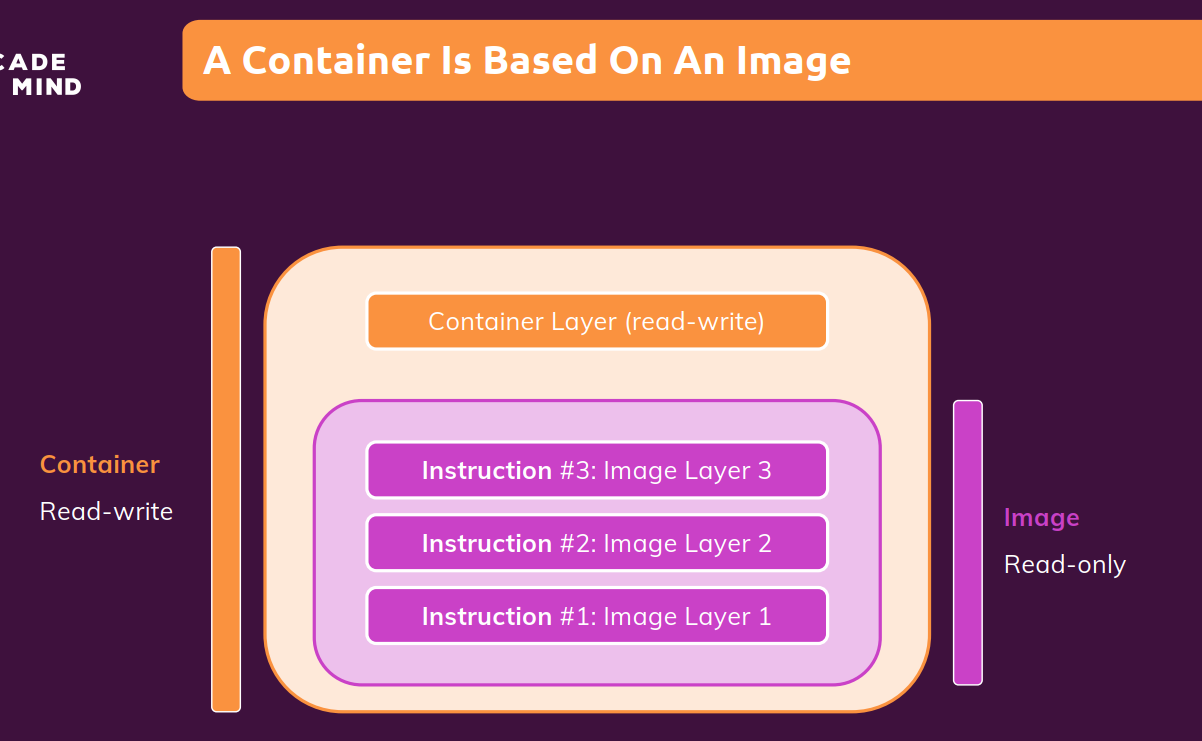 CADE
MIND
A Container Is Based On An Image
Container Layer (read-write)
Instruction #3: Image Layer 3
Instruction #2: Image Layer 2
Instruction #1: Image Layer 1
Container
Read-write
Image
Read-only